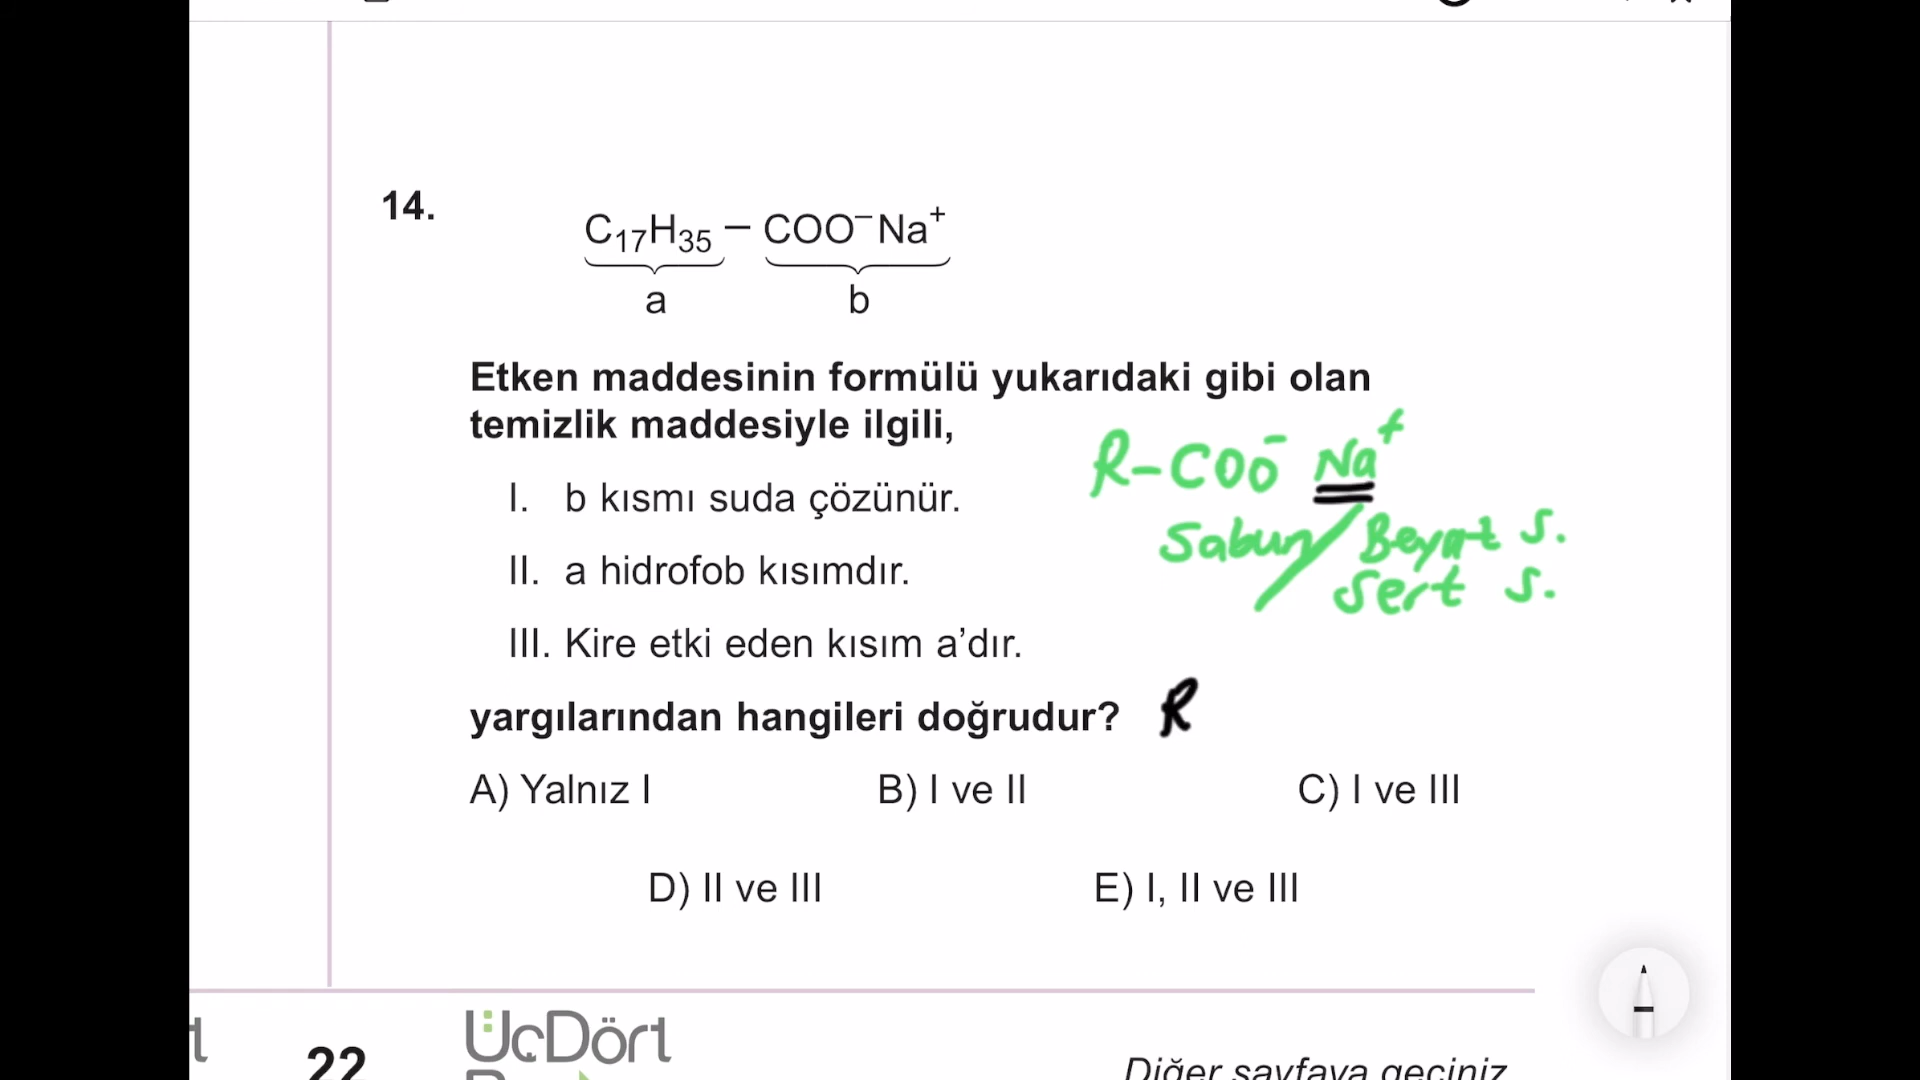 14.
C₁₇H₃₅ – COO⁻Na⁺
a b
Etken maddesinin formülü yukarıdaki gibi olan
temizlik maddesiyle ilgili,
R-COO⁻ Na⁺
I. b kısmı suda çözünür.
Sabun / Beyat S.
II. a hidrofob kısımdır.
Sert S.
III. Kire etki eden kısım a’dır.
yargılarından hangileri doğrudur? R
A) Yalnız I B) I ve II C) I ve III
D) II ve III E) I, II ve III
22 ÜçDört
Diğer sayfaya geçiniz